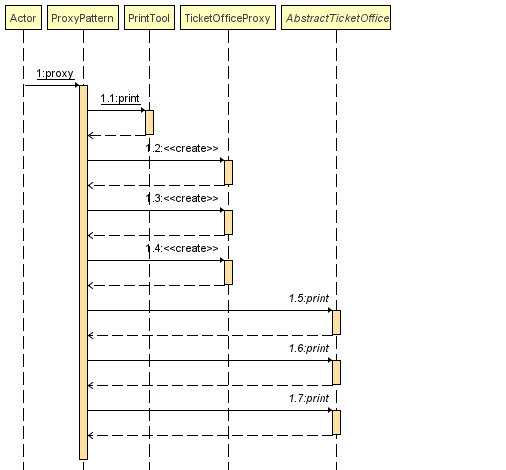 Actor
ProxyPattern
PrintTool
TicketOfficeProxy
AbstractTicketOffice
1:proxy
1.1:print
1.2:<<create>>
1.3:<<create>>
1.4:<<create>>
1.5:print
1.6:print
1.7:print